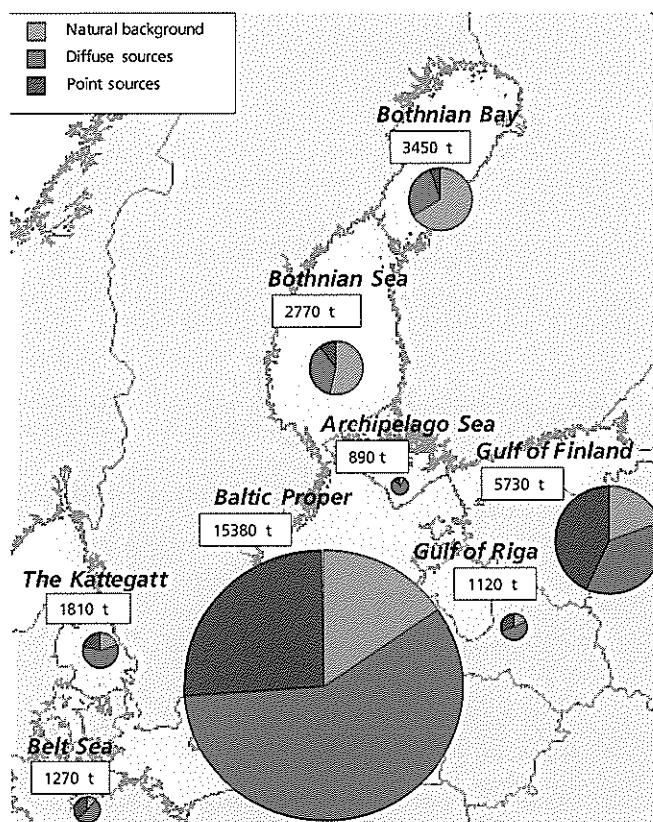 Natural background
Diffuse sources
Point sources
Bothnian Bay
3450 t
Bothnian Sea
2770 t
Archipelago Sea
890 t
Gulf of Finland
5730 t
Baltic Proper
15380 t
Gulf of Riga
1120 t
The Kattegatt
1810 t
Belt Sea
1270 t